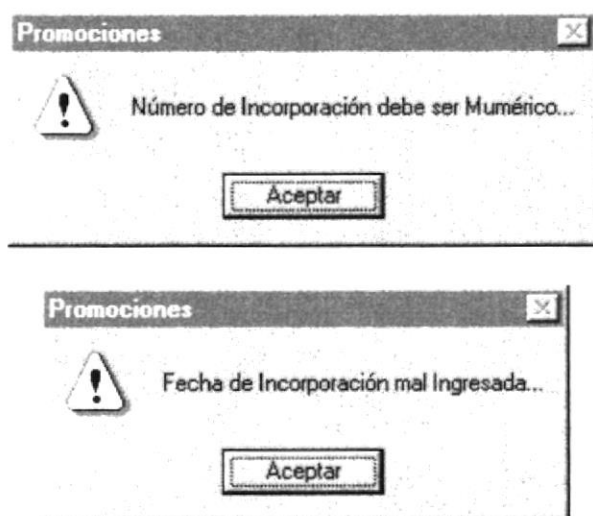 Promociones
Número de Incorporación debe ser Mumérico...
Aceptar
Promociones
Fecha de Incorporación mal Ingresada...
Aceptar